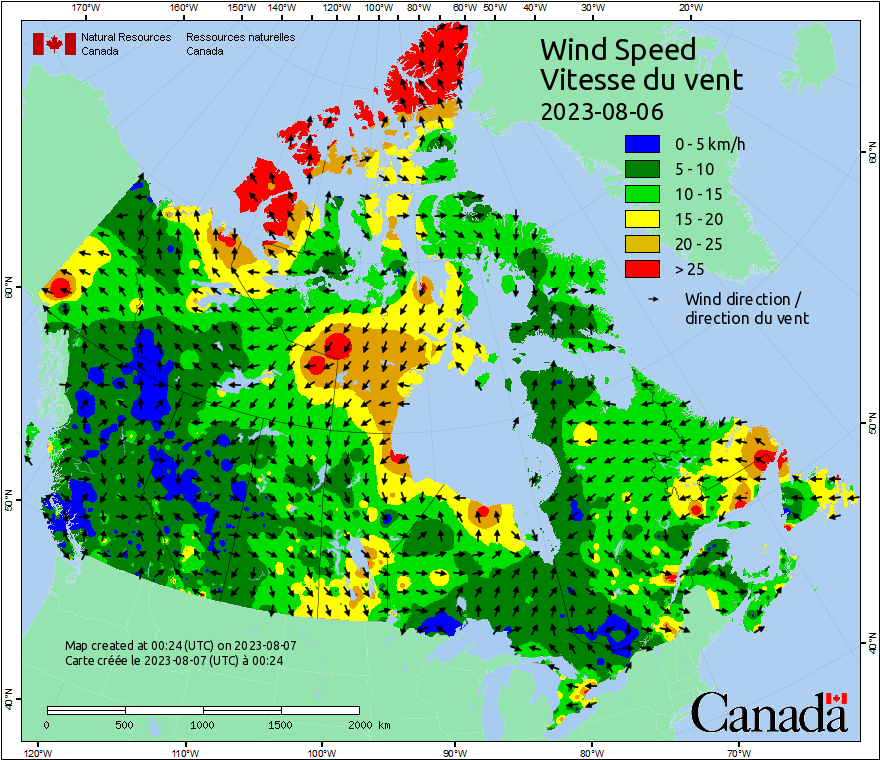 170°W 160°W 150°W 140°W 120°W 100°W 80°W 60°W 50°W 40°W 30°W 20°W
Natural Resources Ressources naturelles
Canada Canada
Wind Speed
Vitesse du vent
2023-08-06
0 - 5 km/h
5 - 10
10 - 15
15 - 20
20 - 25
> 25
Wind direction /
direction du vent
60°N 60°N
50°N
50°N
40°N
40°N
Map created at 00:24 (UTC) on 2023-08-07
Carte créée le 2023-08-07 (UTC) à 00:24
0 500 1000 1500 2000 km
Canada
120°W 110°W 100°W 90°W 80°W 70°W